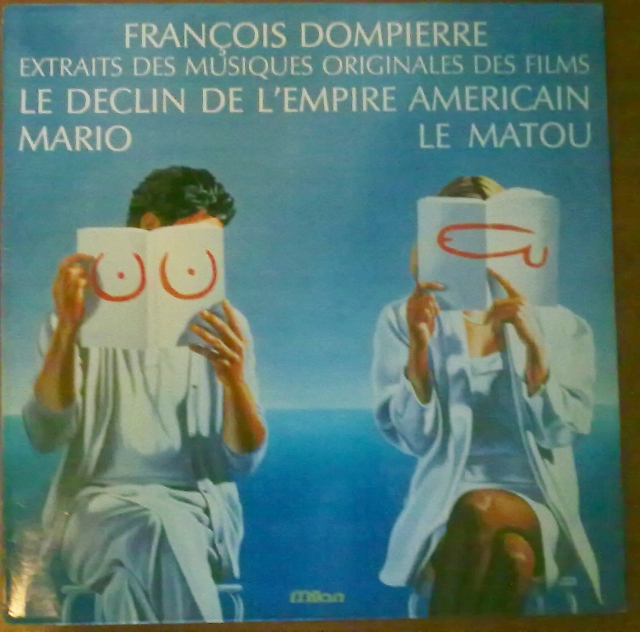 FRANÇOIS DOMPIERRE
EXTRAITS DES MUSIQUES ORIGINALES DES FILMS
LE DECLIN DE L'EMPIRE AMERICAIN
MARIO LE MATOU
milan